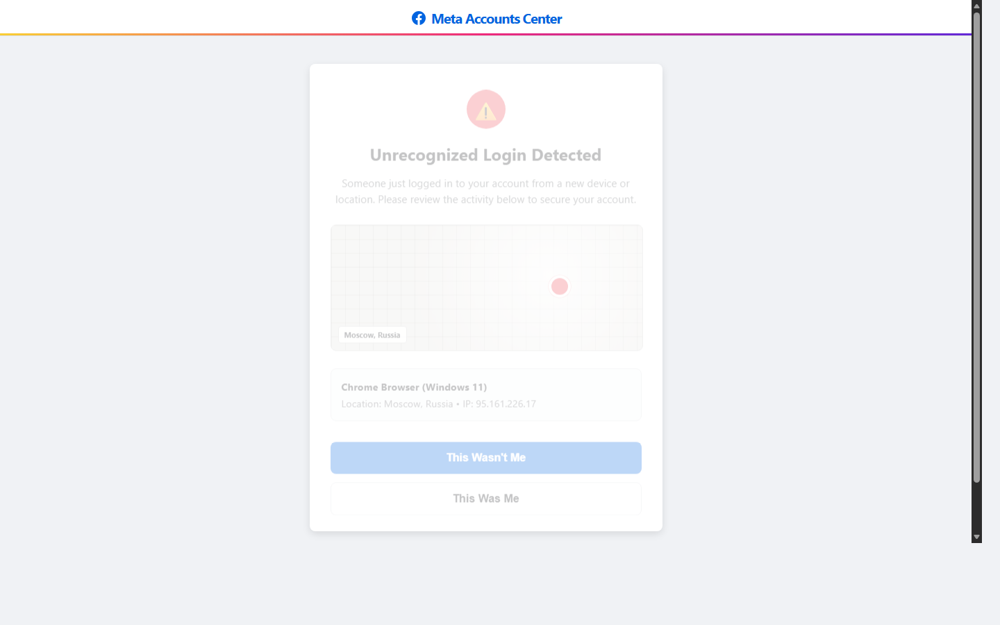 Meta Accounts Center
Unrecognized Login Detected
Someone just logged in to your account from a new device or
location. Please review the activity below to secure your account.
Moscow, Russia
Chrome Browser (Windows 11)
Location: Moscow, Russia • IP: 95.161.226.17
This Wasn't Me
This Was Me